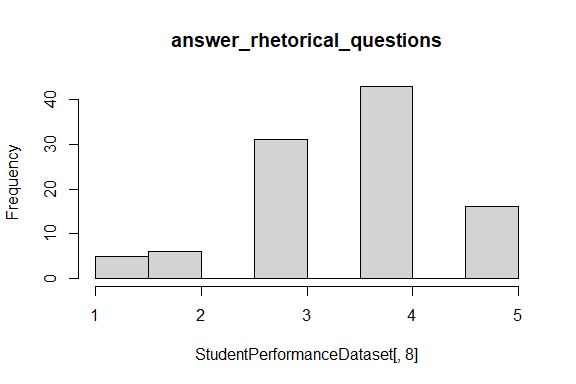 answer_rhetorical_questions
Frequency
40
30
20
10
0
1 2 3 4 5
StudentPerformanceDataset[, 8]